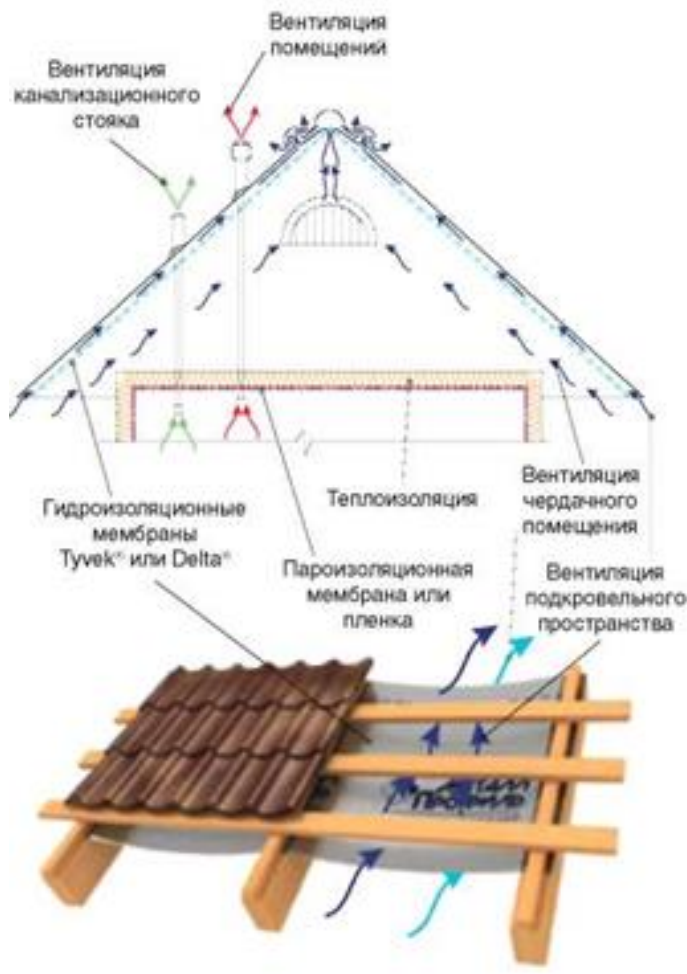 Вентиляция
помещений
Вентиляция
канализационного
стояка
Вентиляция
чердачного
помещения
Теплоизоляция
Гидроизоляционные
мембраны
Tyvek® или Delta®
Пароизоляционная
мембрана или
пленка
Вентиляция
подкровельного
пространства
Профиль